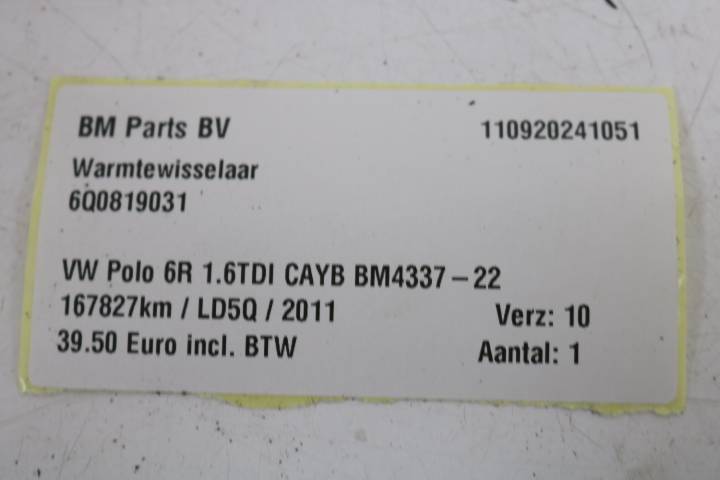 BM Parts BV 110920241051
Warmtewisselaar
6Q0819031
VW Polo 6R 1.6TDI CAYB BM4337-22
167827km / LD5Q / 2011 Verz: 10
39.50 Euro incl. BTW Aantal: 1